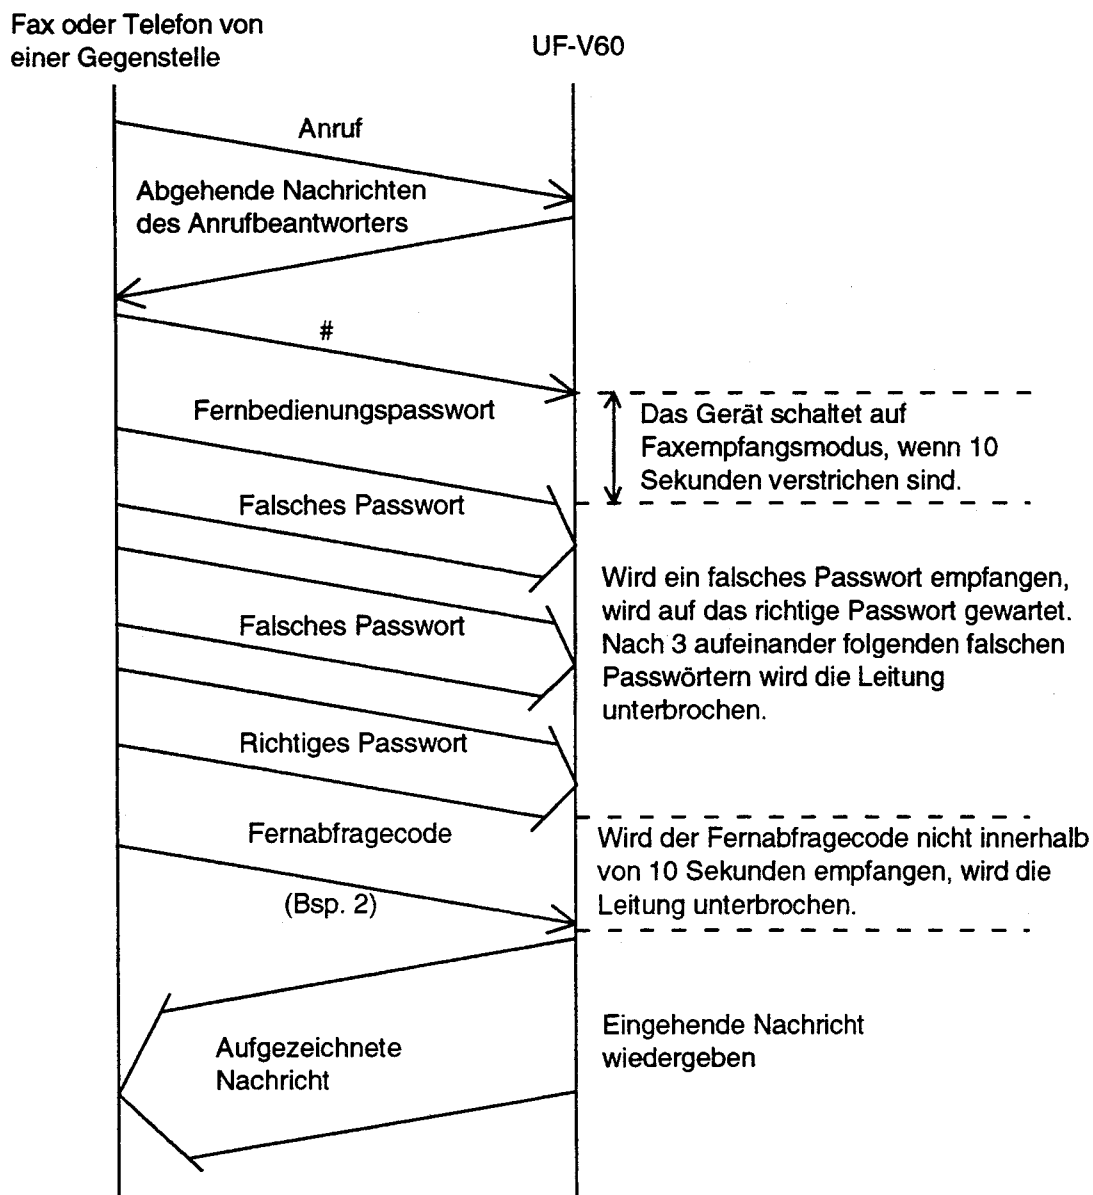 Fax oder Telefon von
einer Gegenstelle
UF-V60
Anruf
Abgehende Nachrichten
des Anrufbeantworters
#
Fernbedienungspasswort
Das Gerät schaltet auf
Faxempfangsmodus, wenn 10
Sekunden verstrichen sind.
Falsches Passwort
Wird ein falsches Passwort empfangen,
wird auf das richtige Passwort gewartet.
Nach 3 aufeinander folgenden falschen
Passwörtern wird die Leitung
unterbrochen.
Falsches Passwort
Richtiges Passwort
Fernabfragecode
(Bsp. 2)
Wird der Fernabfragecode nicht innerhalb
von 10 Sekunden empfangen, wird die
Leitung unterbrochen.
Aufgezeichnete
Nachricht
Eingehende Nachricht
wiedergeben